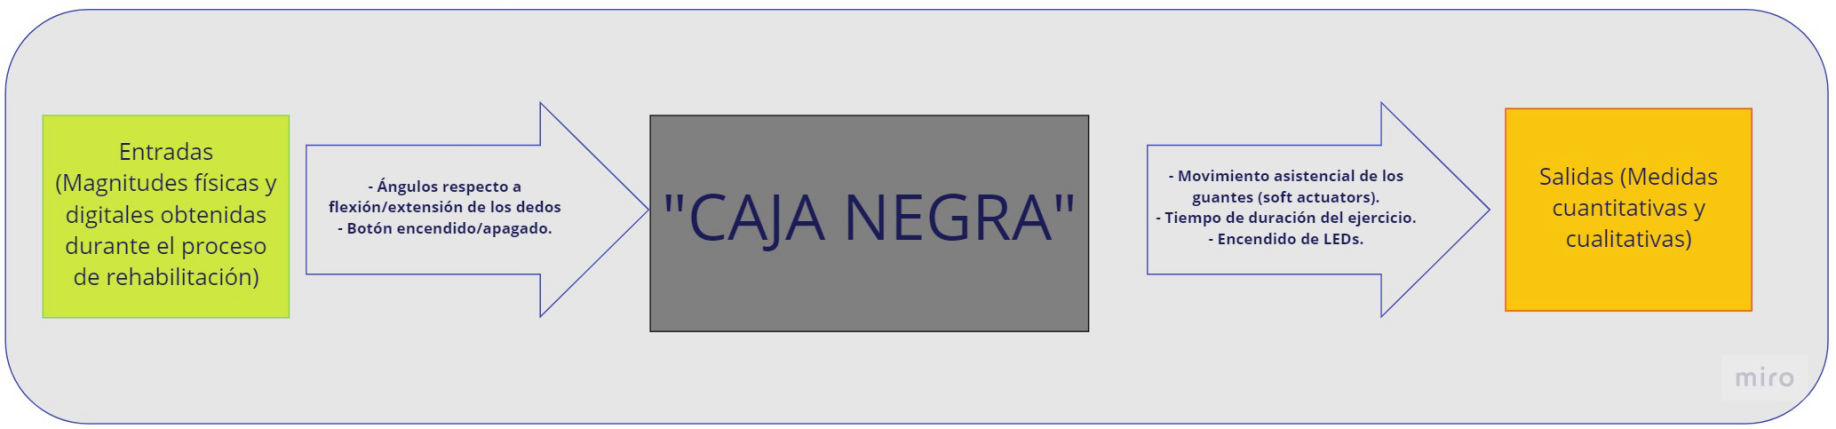 Entradas
(Magnitudes físicas y
digitales obtenidas
durante el proceso
de rehabilitación)
- Ángulos respecto a
flexión/extensión de los dedos
- Botón encendido/apagado.
"CAJA NEGRA"
- Movimiento asistencial de los
guantes (soft actuators).
- Tiempo de duración del ejercicio.
- Encendido de LEDs.
Salidas (Medidas
cuantitativas y
cualitativas)
miro